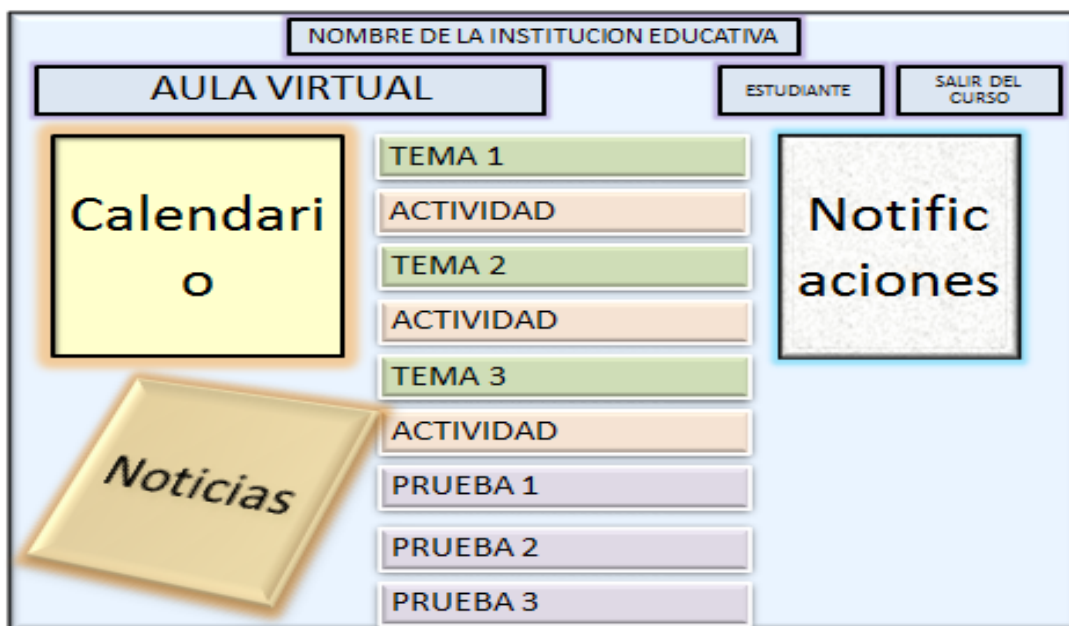 NOMBRE DE LA INSTITUCION EDUCATIVA
AULA VIRTUAL
ESTUDIANTE
SALIR DEL
CURSO
Calendari
o
Noticias
TEMA 1
ACTIVIDAD
TEMA 2
ACTIVIDAD
TEMA 3
ACTIVIDAD
PRUEBA 1
PRUEBA 2
PRUEBA 3
Notific
aciones